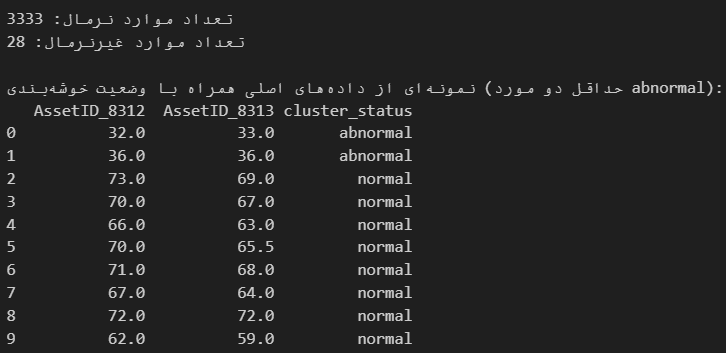 تعداد موارد نرمال: 3333
تعداد موارد غیرنرمال: 28
نمونه‌ای از داده‌های اصلی همراه با وضعیت خوشه‌بندی (حداقل دو مورد abnormal):
AssetID_8312 AssetID_8313 cluster_status
0 32.0 33.0 abnormal
1 36.0 36.0 abnormal
2 73.0 69.0 normal
3 70.0 67.0 normal
4 66.0 63.0 normal
5 70.0 65.5 normal
6 71.0 68.0 normal
7 67.0 64.0 normal
8 72.0 72.0 normal
9 62.0 59.0 normal